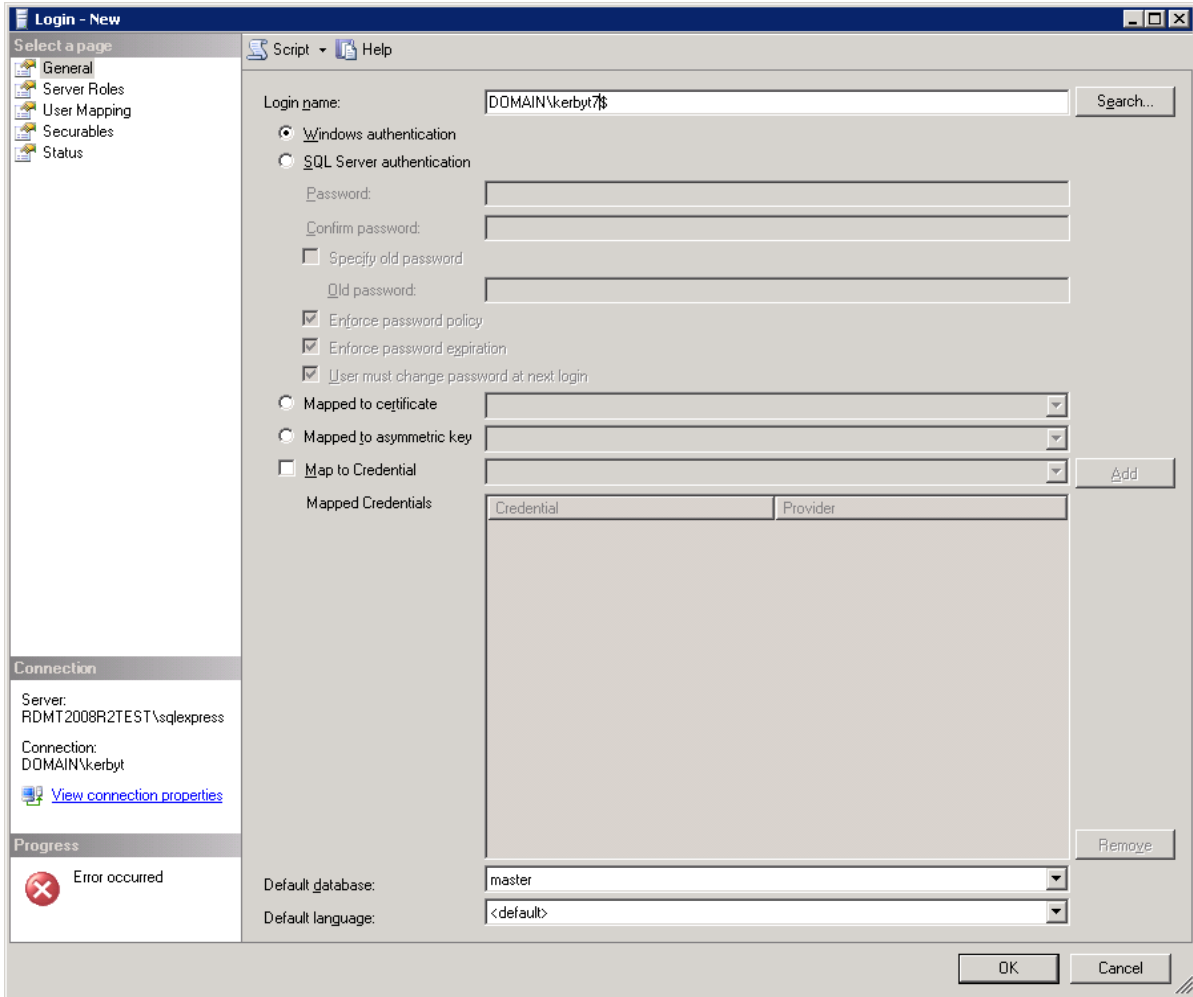 Login - New
Select a page
General
Server Roles
User Mapping
Securables
Status
Connection
Server:
RDMT2008R2TEST\sqlexpress
Connection:
DOMAIN\kerbyt
View connection properties
Progress
Error occurred
Script Help
Login name: DOMAIN\kerbyt7$ Search...
Windows authentication
SQL Server authentication
Password:
Confirm password:
Specify old password
Old password:
Enforce password policy
Enforce password expiration
User must change password at next login
Mapped to certificate
Mapped to asymmetric key
Map to Credential Add
Mapped Credentials Credential Provider
Remove
Default database: master
Default language: <default>
OK Cancel